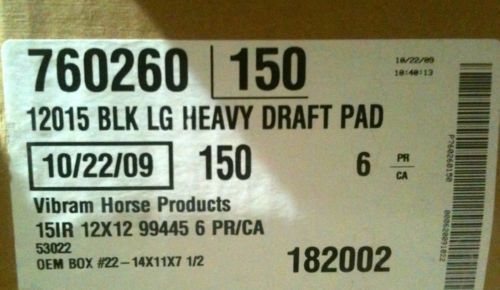 760260 150
10/22/09
10:40:13
12015 BLK LG HEAVY DRAFT PAD
10/22/09 150 6 PR/CA
Vibram Horse Products
15IR 12X12 99445 6 PR/CA
53022
OEM BOX #22-14X11X7 1/2
182002
P760260150